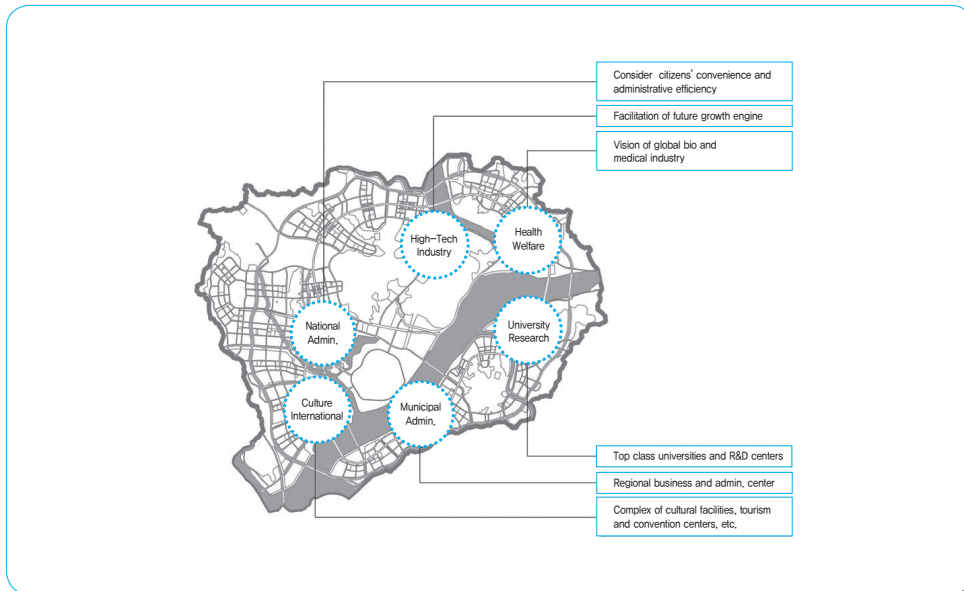 Consider citizens' convenience and
administrative efficiency
Facilitation of future growth engine
Vision of global bio and
medical industry
High-Tech
Industry
Health
Welfare
National
Admin.
University
Research
Culture
International
Municipal
Admin.
Top class universities and R&D centers
Regional business and admin. center
Complex of cultural facilities, tourism
and convention centers, etc.